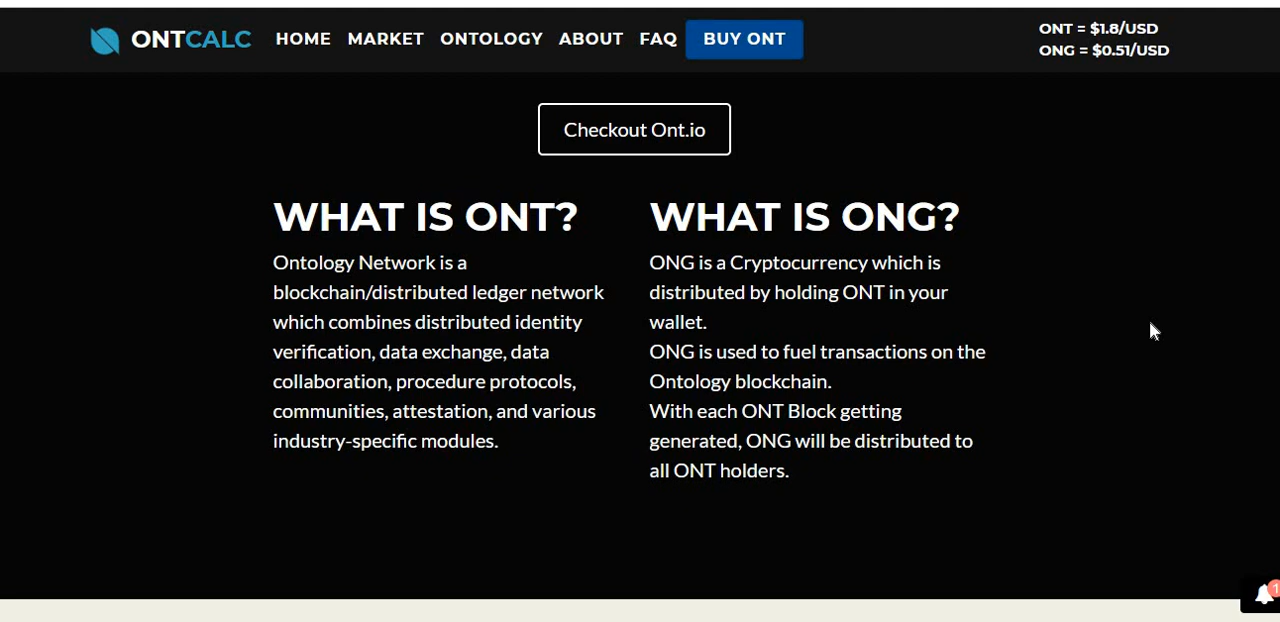 ONTCALC HOME MARKET ONTOLOGY ABOUT FAQ BUY ONT
ONT = $1.8/USD
ONG = $0.51/USD
Checkout Ont.io
WHAT IS ONT?
Ontology Network is a
blockchain/distributed ledger network
which combines distributed identity
verification, data exchange, data
collaboration, procedure protocols,
communities, attestation, and various
industry-specific modules.
WHAT IS ONG?
ONG is a Cryptocurrency which is
distributed by holding ONT in your
wallet.
ONG is used to fuel transactions on the
Ontology blockchain.
With each ONT Block getting
generated, ONG will be distributed to
all ONT holders.
1